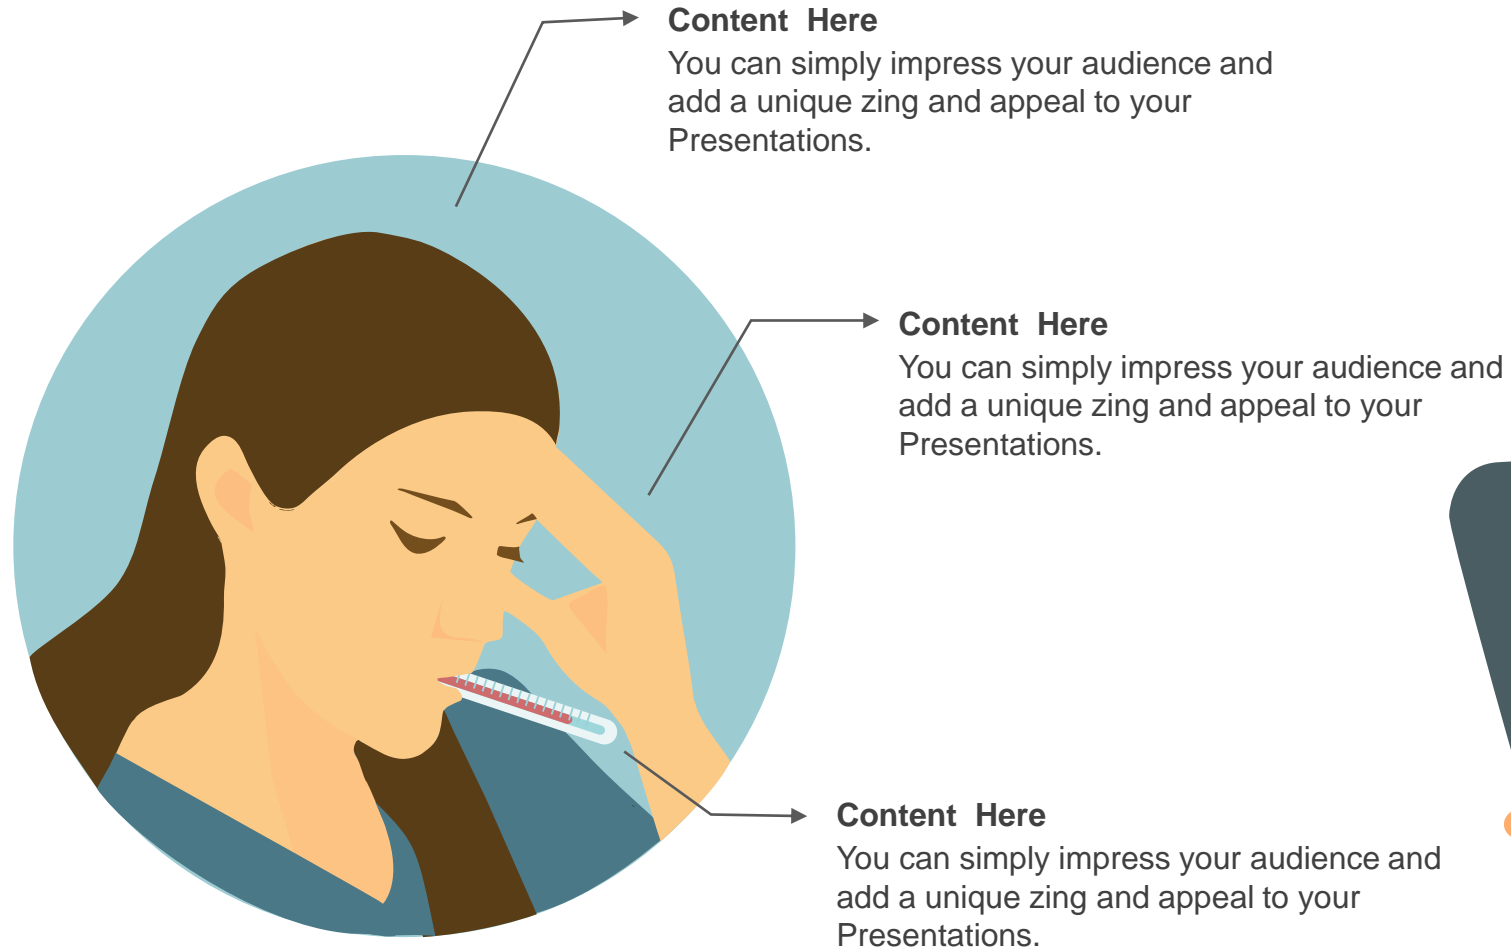 Content Here
You can simply impress your audience and
add a unique zing and appeal to your
Presentations.
Content Here
You can simply impress your audience and
add a unique zing and appeal to your
Presentations.
Content Here
You can simply impress your audience and
add a unique zing and appeal to your
Presentations.